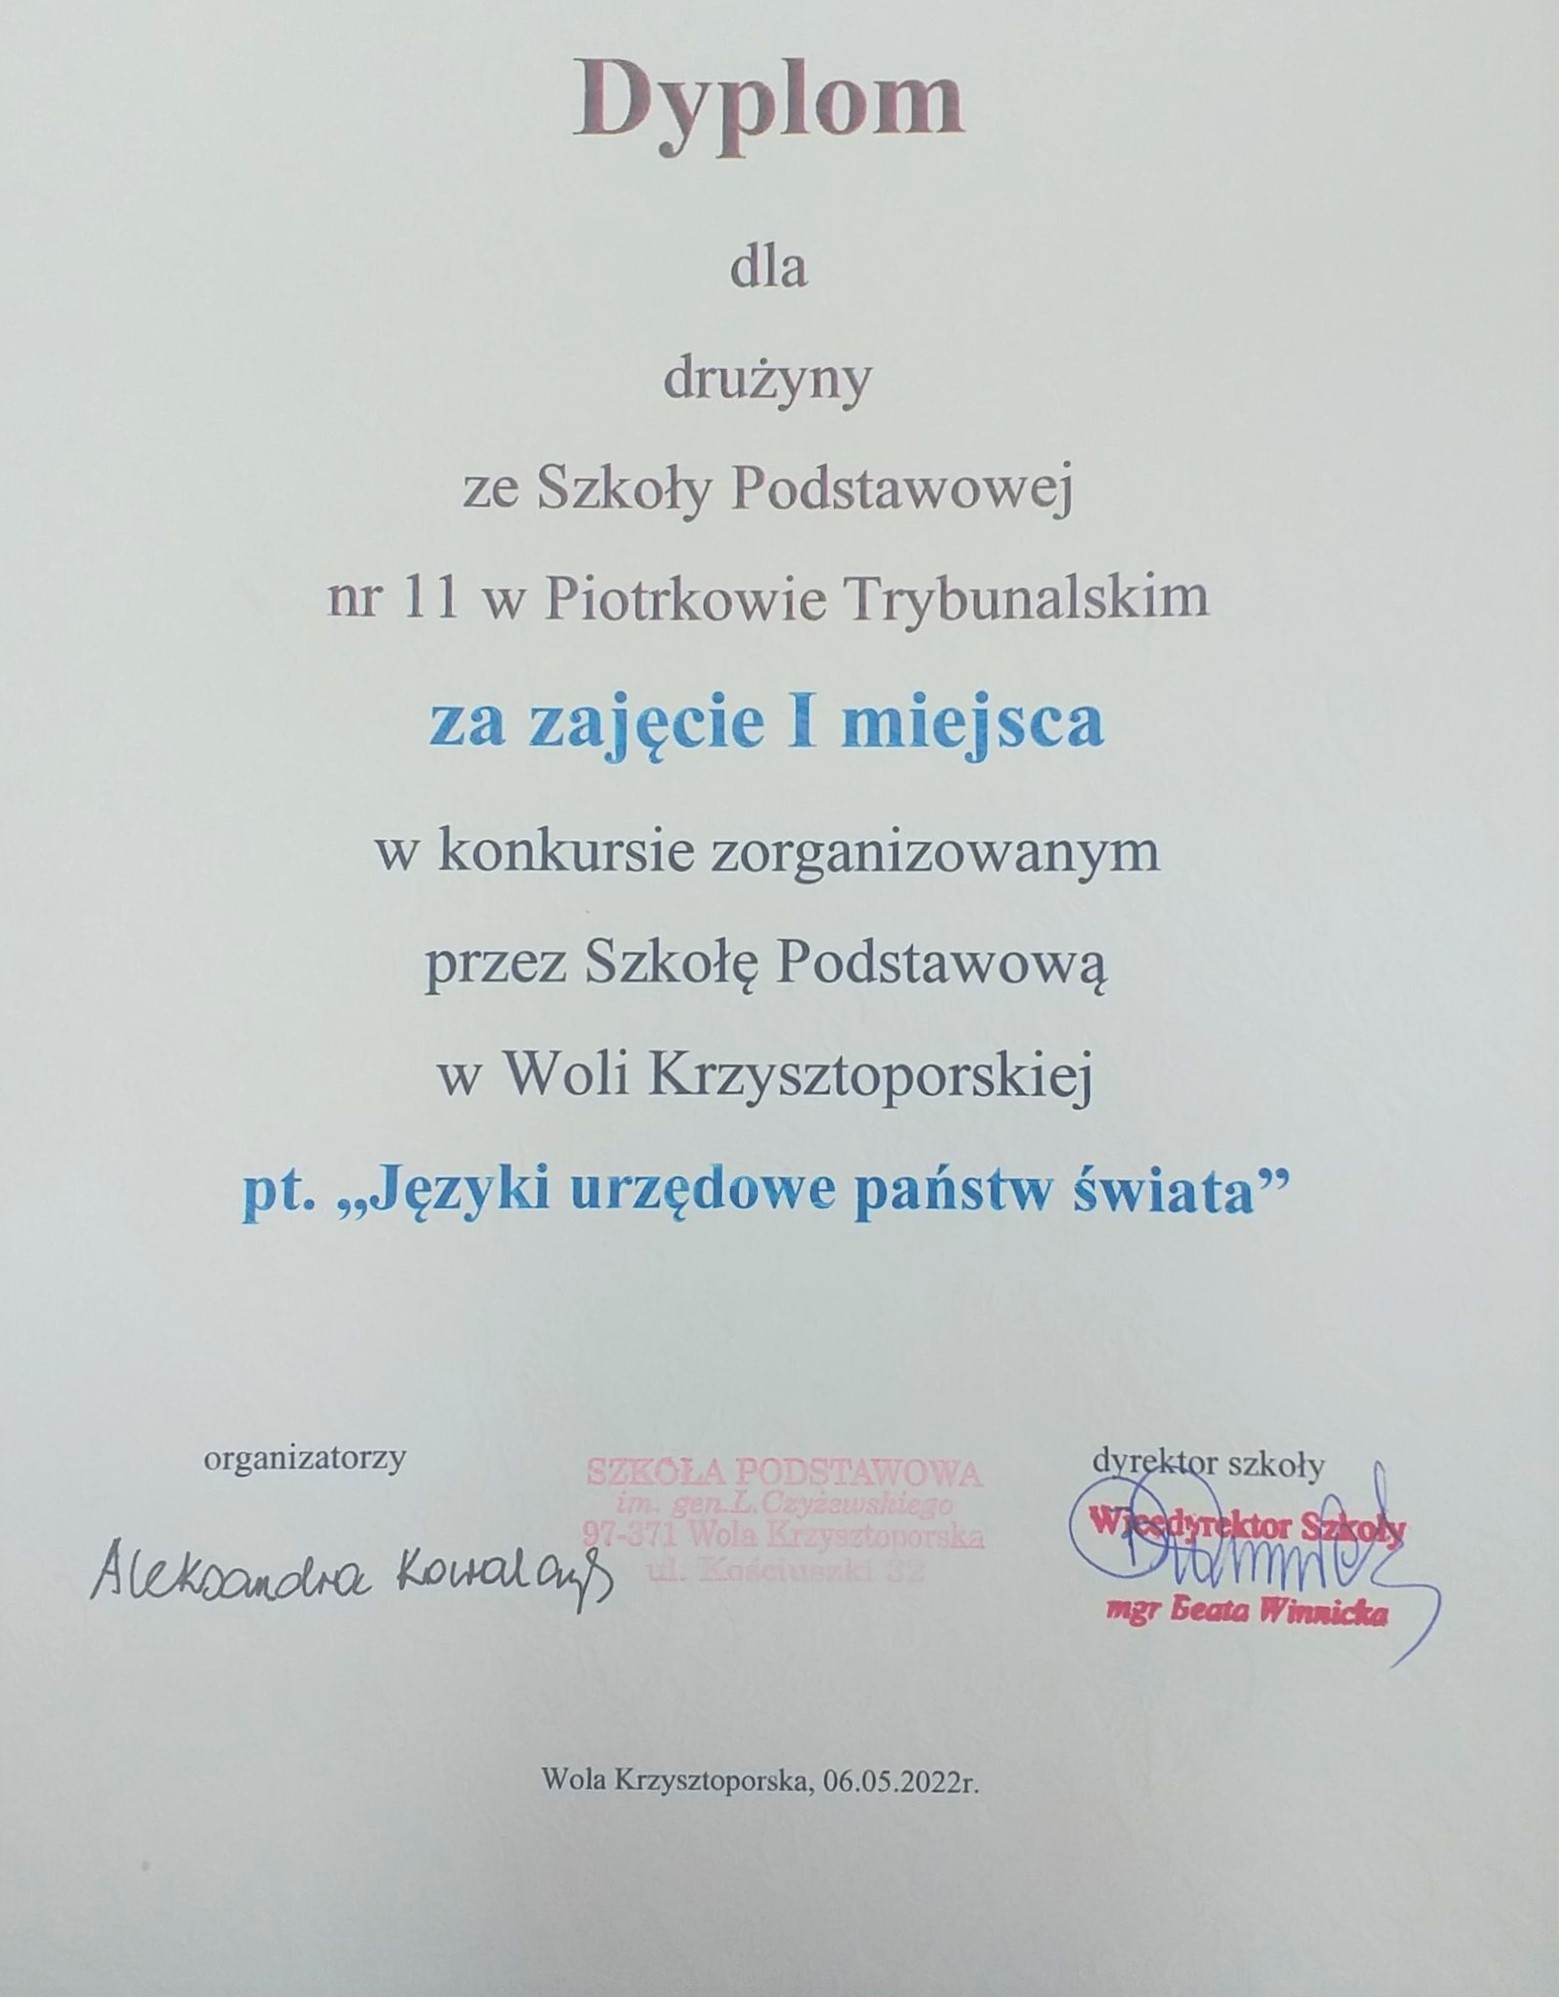 Dyplom
dla
drużyny
ze Szkoły Podstawowej
nr 11 w Piotrkowie Trybunalskim
za zajęcie I miejsca
w konkursie zorganizowanym
przez Szkołę Podstawową
w Woli Krzysztoporskiej
pt. „Języki urzędowe państw świata”
organizatorzy
Aleksandra Kowalczyk
SZKOŁA PODSTAWOWA
im. gen. L. Czyżewskiego
97-371 Wola Krzysztoporska
ul. Kościuszki 32
dyrektor szkoły
Wicedyrektor Szkoły
mgr Beata Winnicka
Wola Krzysztoporska, 06.05.2022r.